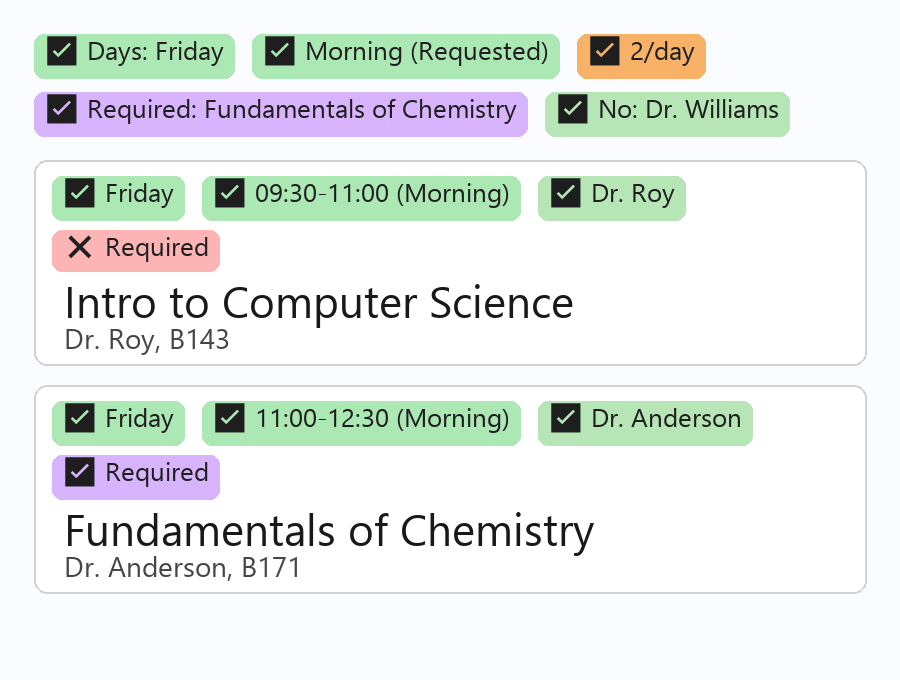 Days: Friday Morning (Requested) 2/day
Required: Fundamentals of Chemistry No: Dr. Williams
Friday 09:30-11:00 (Morning) Dr. Roy
Required
Intro to Computer Science
Dr. Roy, B143
Friday 11:00-12:30 (Morning) Dr. Anderson
Required
Fundamentals of Chemistry
Dr. Anderson, B171